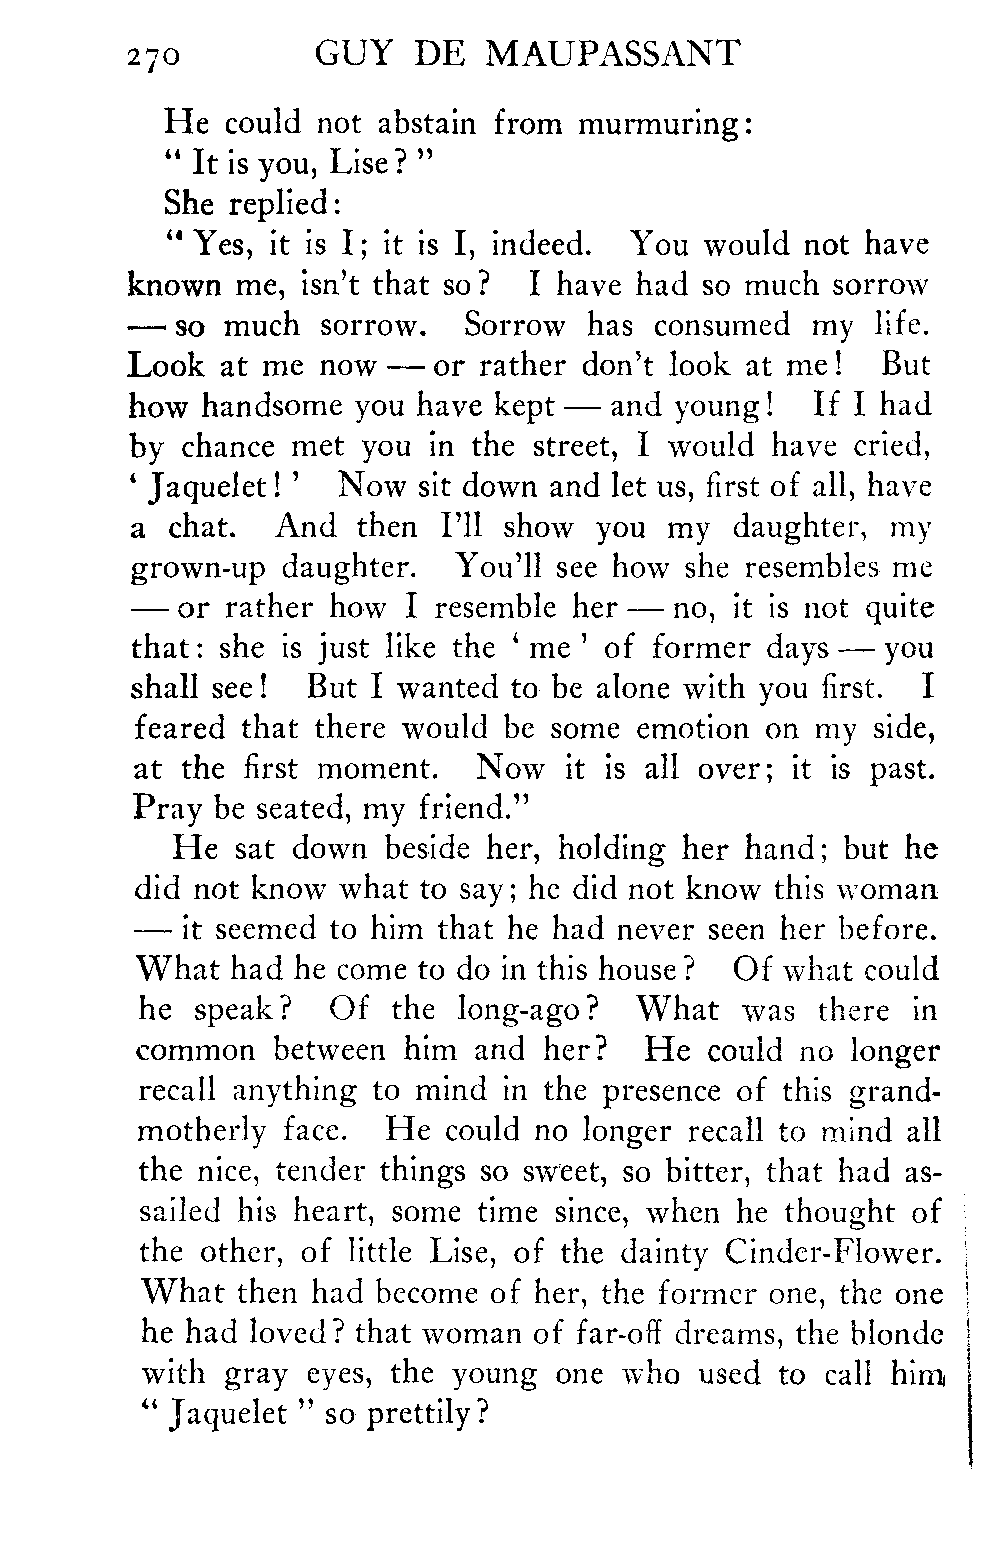 270 GUY DE MAUPASSANT
He could not abstain from murmuring:
“ It is you, Lise? ”
She replied:
“ Yes, it is I; it is I, indeed. You would not have
known me, isn’t that so? I have had so much sorrow
— so much sorrow. Sorrow has consumed my life.
Look at me now — or rather don’t look at me! But
how handsome you have kept — and young! If I had
by chance met you in the street, I would have cried,
‘ Jaquelet! ’ Now sit down and let us, first of all, have
a chat. And then I’ll show you my daughter, my
grown-up daughter. You’ll see how she resembles me
— or rather how I resemble her — no, it is not quite
that: she is just like the ‘ me ’ of former days — you
shall see! But I wanted to be alone with you first. I
feared that there would be some emotion on my side,
at the first moment. Now it is all over; it is past.
Pray be seated, my friend.”
He sat down beside her, holding her hand; but he
did not know what to say; he did not know this woman
— it seemed to him that he had never seen her before.
What had he come to do in this house? Of what could
he speak? Of the long-ago? What was there in
common between him and her? He could no longer
recall anything to mind in the presence of this grand-
motherly face. He could no longer recall to mind all
the nice, tender things so sweet, so bitter, that had as-
sailed his heart, some time since, when he thought of
the other, of little Lise, of the dainty Cinder-Flower.
What then had become of her, the former one, the one
he had loved? that woman of far-off dreams, the blonde
with gray eyes, the young one who used to call him
“ Jaquelet ” so prettily?